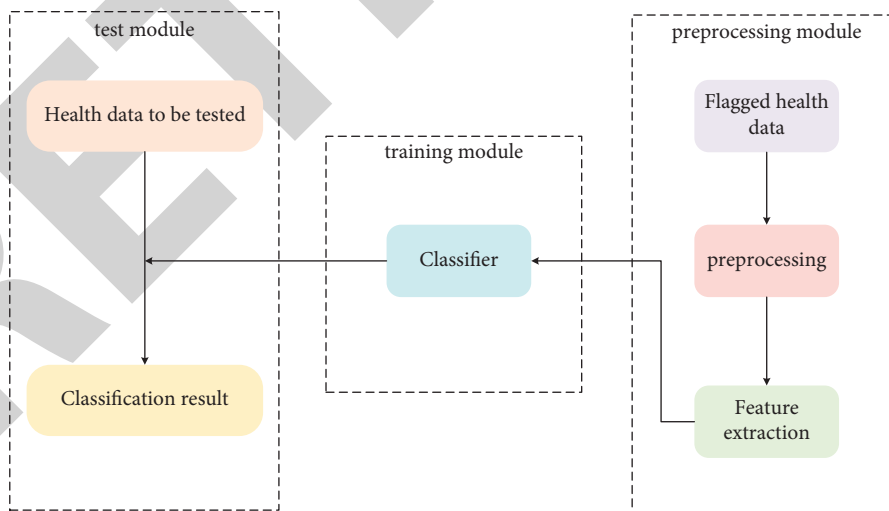 test module
Health data to be tested
Classification result
training module
Classifier
preprocessing module
Flagged health
data
preprocessing
Feature
extraction